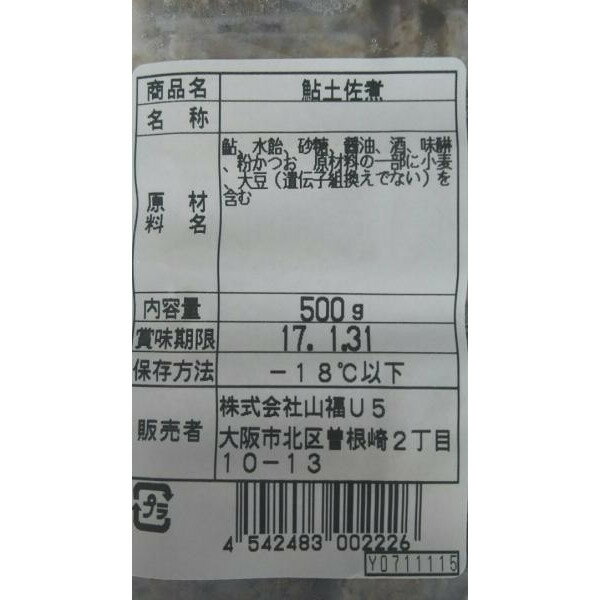 商品名 鮎土佐煮
名称
原材料名 鮎、水飴、砂糖、醤油、酒、味醂
、粉かつお 原材料の一部に小麦
、大豆(遺伝子組換えでない)を
含む
内容量 500g
賞味期限 17. 1.31
保存方法 －18℃以下
販売者 株式会社山福U5
大阪市北区曽根崎2丁目
10-13
プラ
4 542483 002226
Y0711115